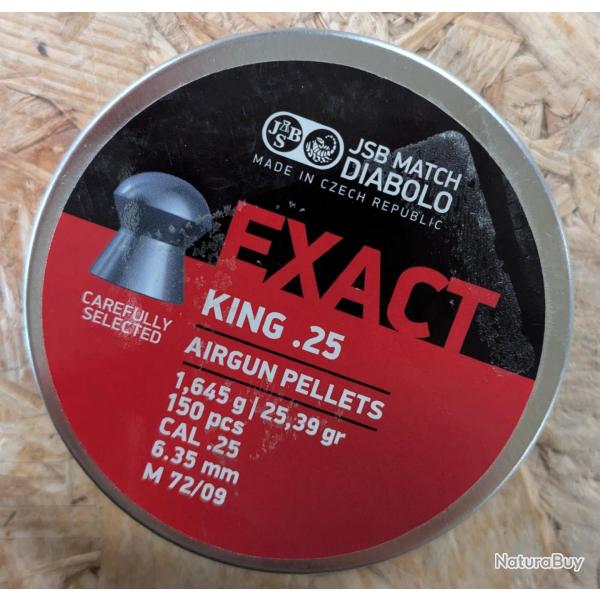 JSB
JSB MATCH
DIABOLO
MADE IN CZECH REPUBLIC
EXACT
CAREFULLY
SELECTED
KING .25
AIRGUN PELLETS
1,645 g | 25,39 gr
150 pcs
CAL .25
6.35 mm
M 72/09
NaturaBuy